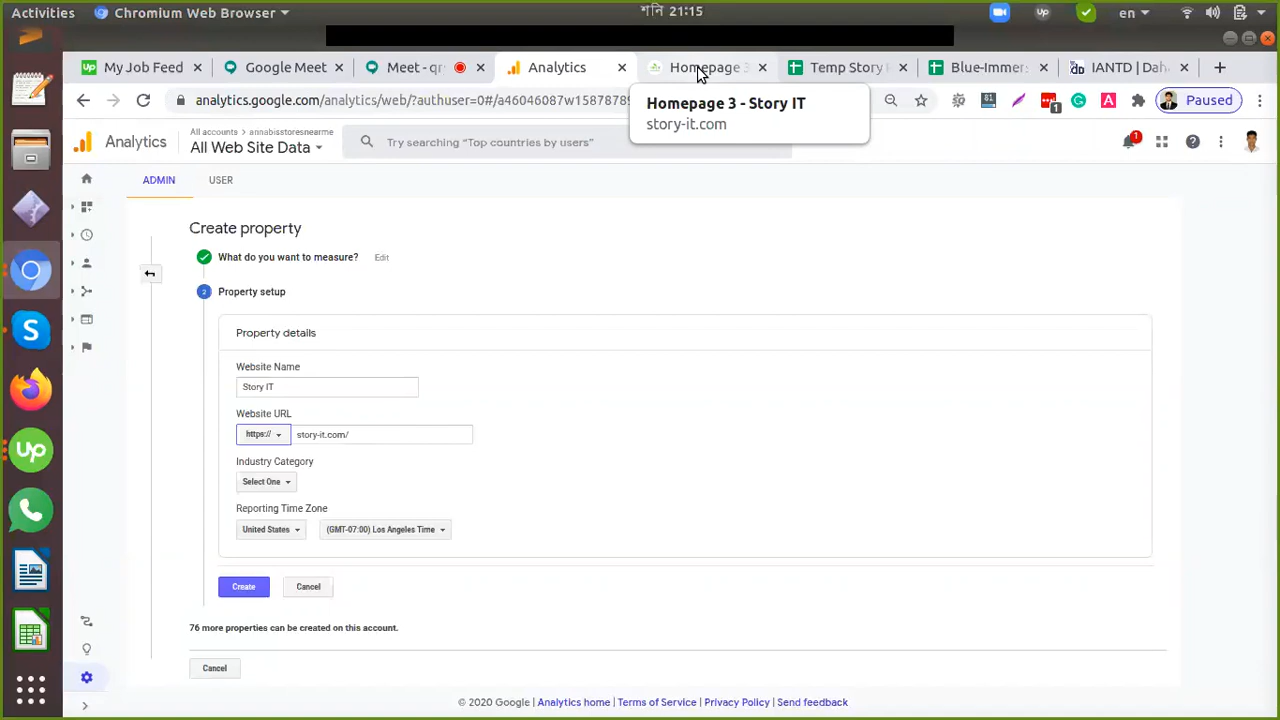 Activities Chromium Web Browser শনি 21:15 en
My Job Feed Google Meet Meet - Analytics Homepage 3 Temp Story Blue-Immers IANTD | Dah
analytics.google.com/analytics/web/?authuser=0#/a46046087w1587878 Paused
Homepage 3 - Story IT
story-it.com
Analytics All accounts > annabisstoresnearme
All Web Site Data Try searching "Top countries by users" 1
ADMIN USER
Create property
What do you want to measure? Edit
2 Property setup
Property details
Website Name
Story IT
Website URL
https:// story-it.com/
Industry Category
Select One
Reporting Time Zone
United States (GMT-07:00) Los Angeles Time
Create Cancel
76 more properties can be created on this account.
Cancel
© 2020 Google | Analytics home | Terms of Service | Privacy Policy | Send feedback